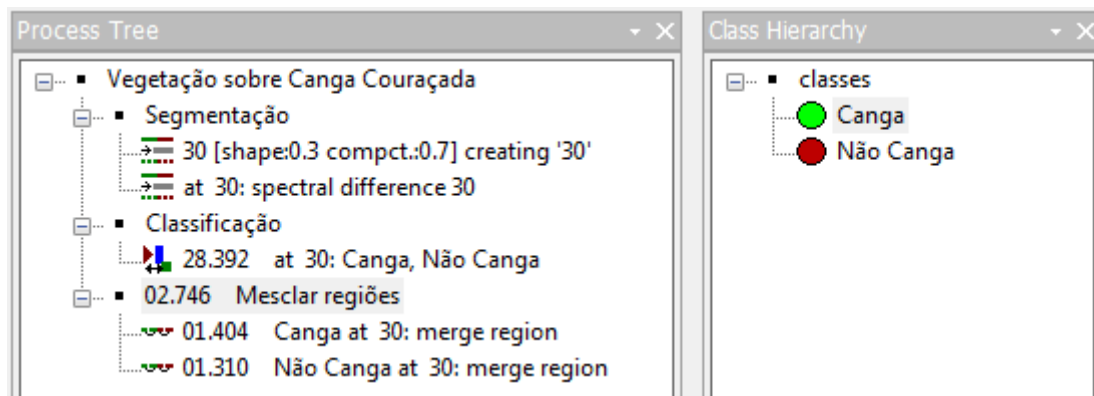 Process Tree
Vegetação sobre Canga Couraçada
Segmentação
30 [shape:0.3 compct.:0.7] creating '30'
at 30: spectral difference 30
Classificação
28.392 at 30: Canga, Não Canga
02.746 Mesclar regiões
01.404 Canga at 30: merge region
01.310 Não Canga at 30: merge region
Class Hierarchy
classes
Canga
Não Canga